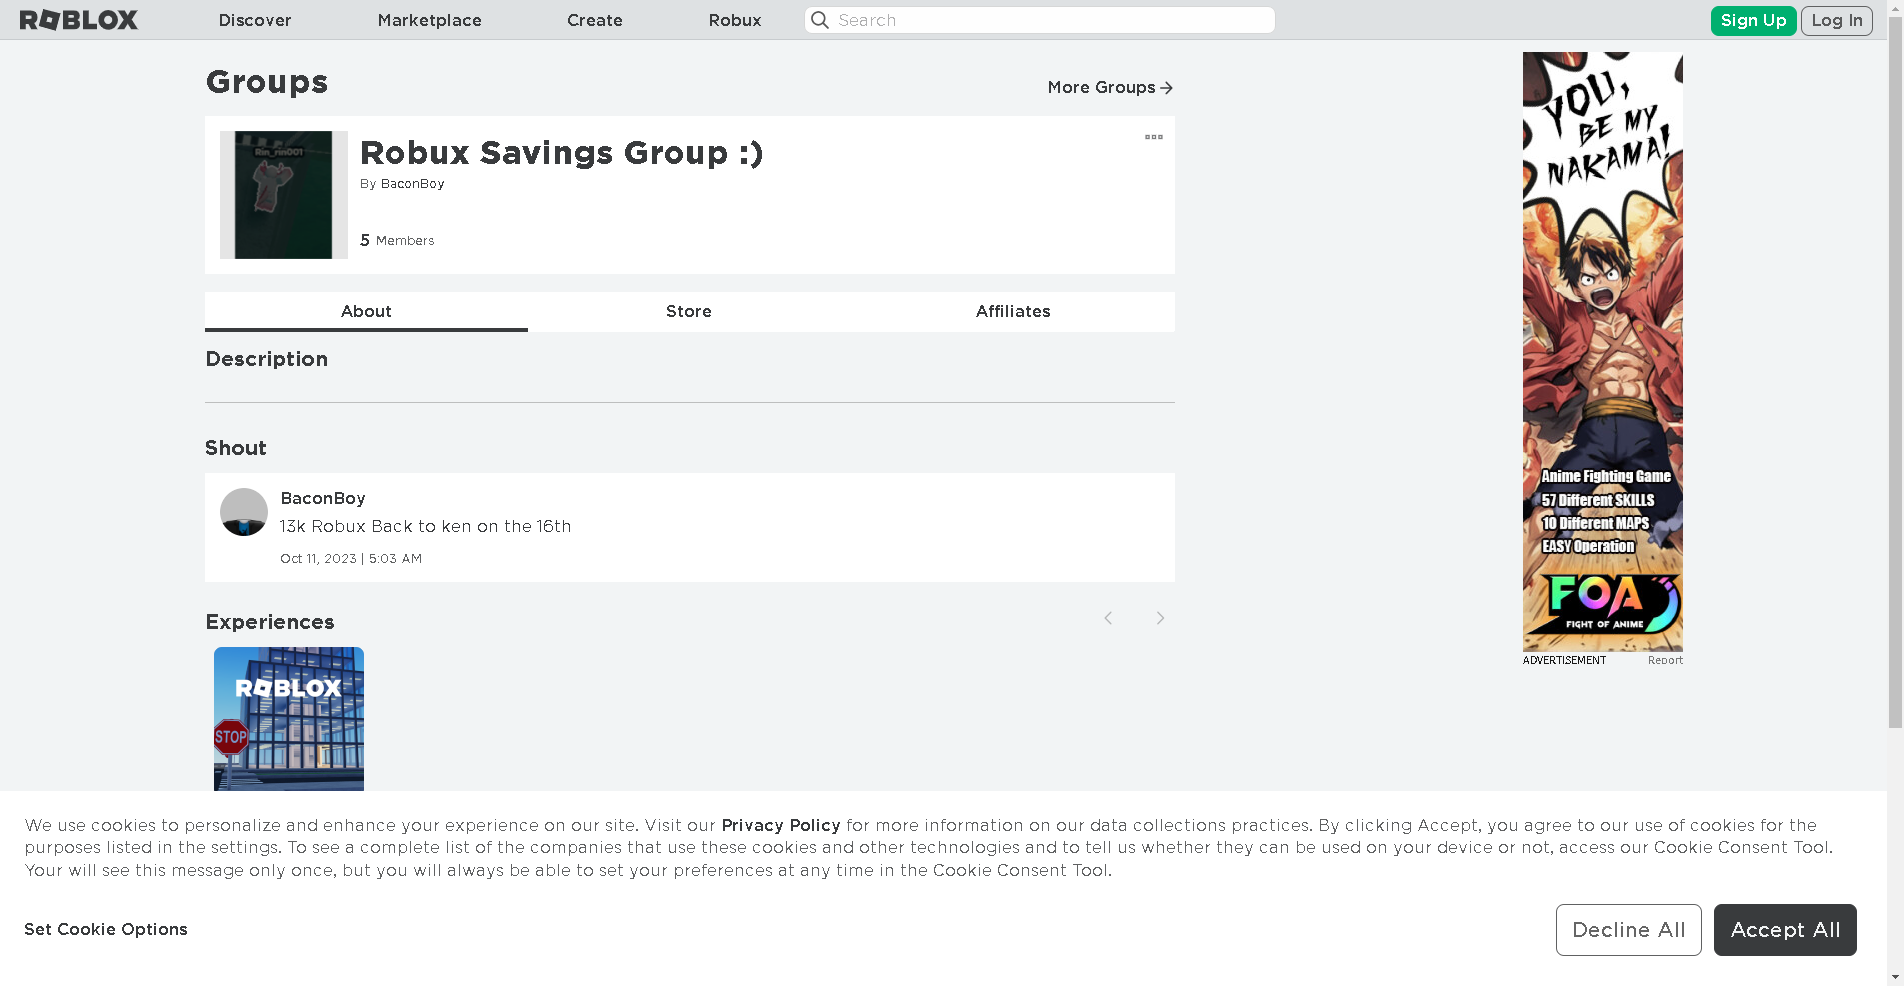 ROBLOX
Discover
Marketplace
Create
Robux
Search
Sign Up
Log In
Groups
More Groups
Rin_rin001
Robux Savings Group :)
By BaconBoy
5 Members
About
Store
Affiliates
Description
Shout
BaconBoy
13k Robux Back to ken on the 16th
Oct 11, 2023 | 5:03 AM
Experiences
ROBLOX
STOP
YOU,
BE MY
NAKAMA!
Anime Fighting Game
57 Different SKILLS
10 Different MAPS
EASY Operation
FOA
FIGHT OF ANIME
ADVERTISEMENT
Report
We use cookies to personalize and enhance your experience on our site. Visit our Privacy Policy for more information on our data collections practices. By clicking Accept, you agree to our use of cookies for the
purposes listed in the settings. To see a complete list of the companies that use these cookies and other technologies and to tell us whether they can be used on your device or not, access our Cookie Consent Tool.
Your will see this message only once, but you will always be able to set your preferences at any time in the Cookie Consent Tool.
Set Cookie Options
Decline All
Accept All